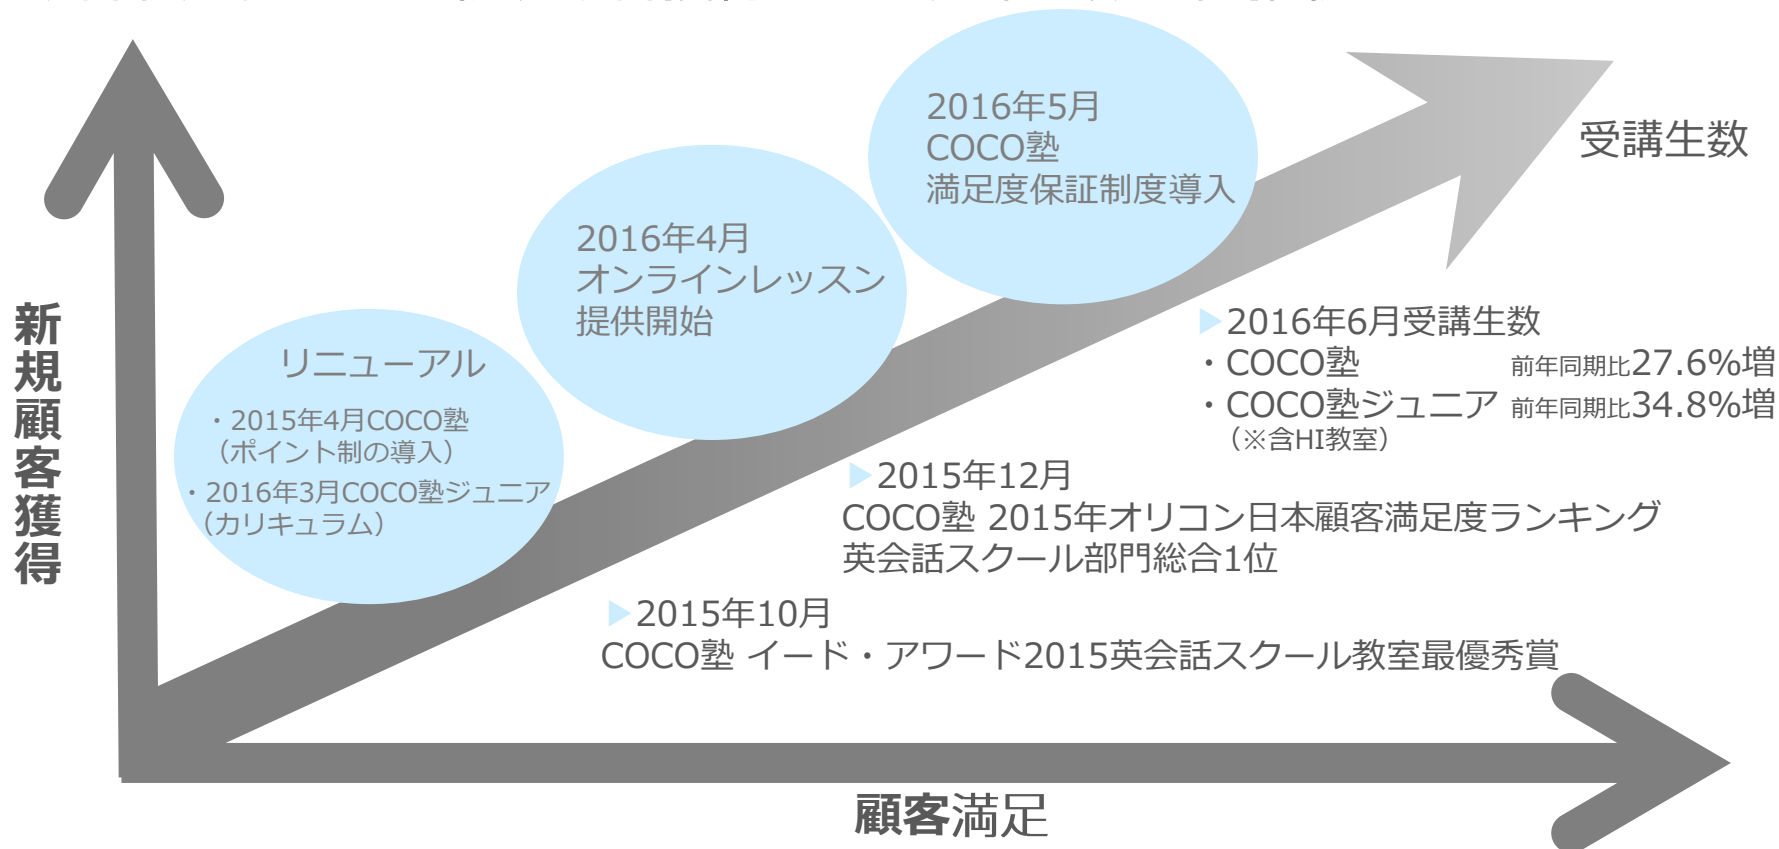 2016年5月
COCO塾
満足度保証制度導入
受講生数
2016年4月
オンラインレッスン
提供開始
新規顧客獲得
リニューアル
・2015年4月COCO塾
（ポイント制の導入）
・2016年3月COCO塾ジュニア
（カリキュラム）
▶2016年6月受講生数
・COCO塾 前年同期比27.6%増
・COCO塾ジュニア 前年同期比34.8%増
（※含HI教室）
▶2015年12月
COCO塾 2015年オリコン日本顧客満足度ランキング
英会話スクール部門総合1位
▶2015年10月
COCO塾 イード・アワード2015英会話スクール教室最優秀賞
顧客満足